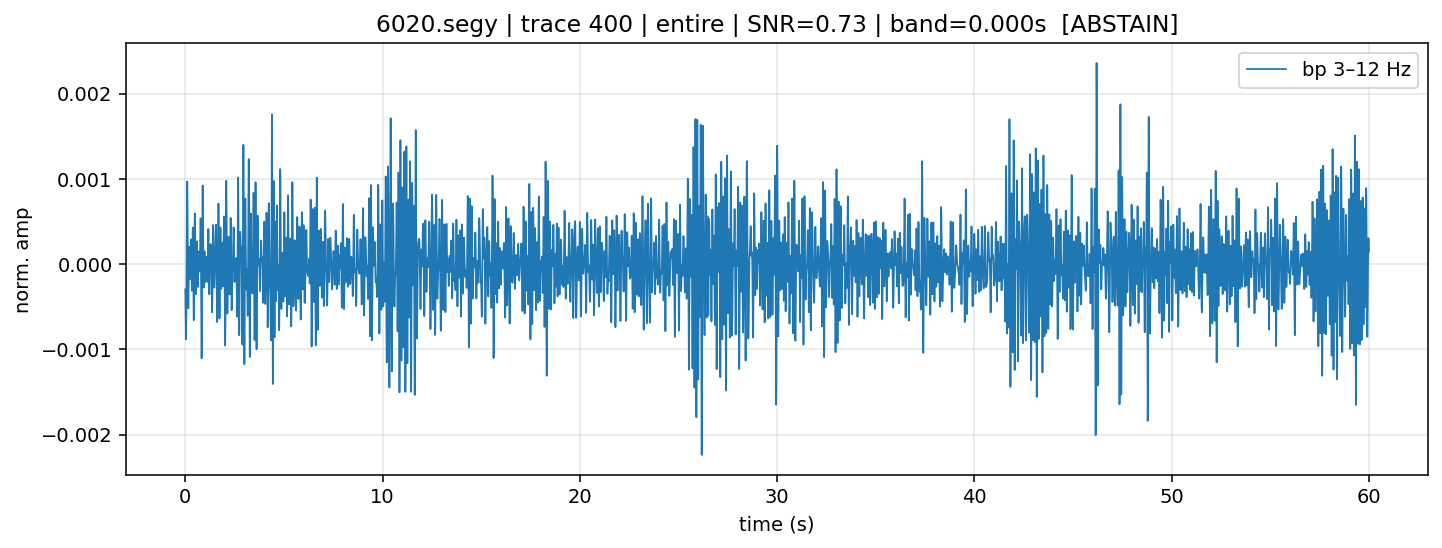 6020.segy | trace 400 | entire | SNR=0.73 | band=0.000s [ABSTAIN]
bp 3–12 Hz
norm. amp
0.002
0.001
0.000
−0.001
−0.002
0 10 20 30 40 50 60
time (s)